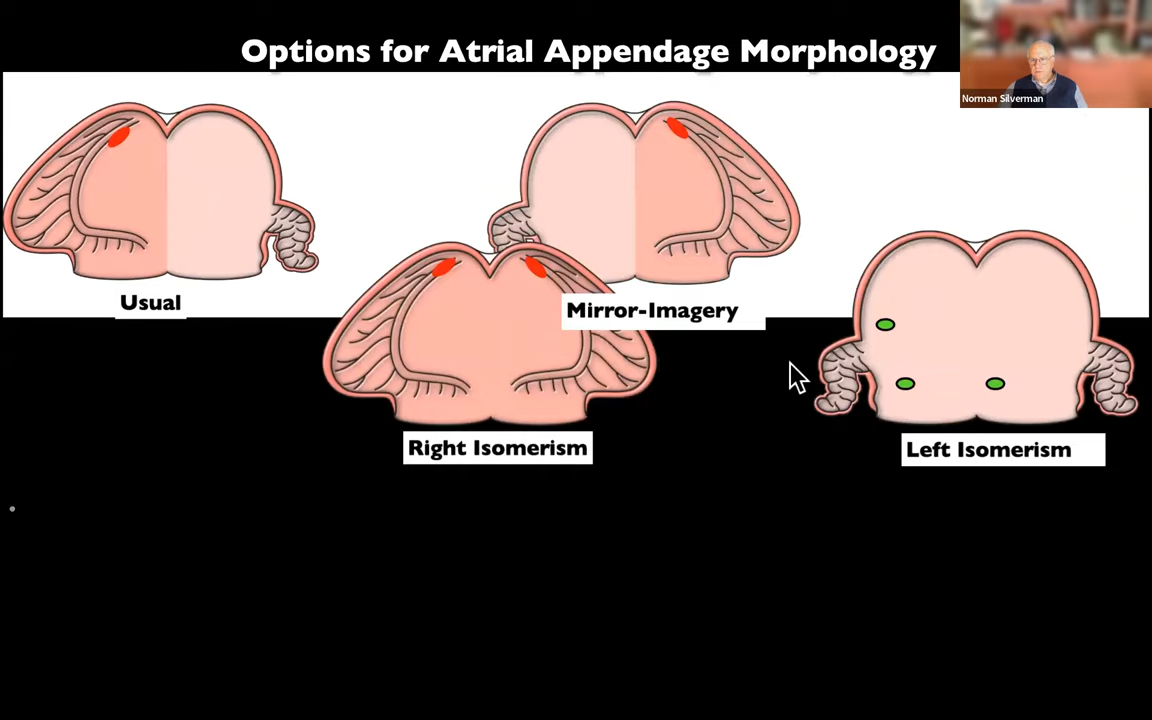 Options for Atrial Appendage Morphology
Norman Silverman
Usual
Mirror-Imagery
Right Isomerism
Left Isomerism